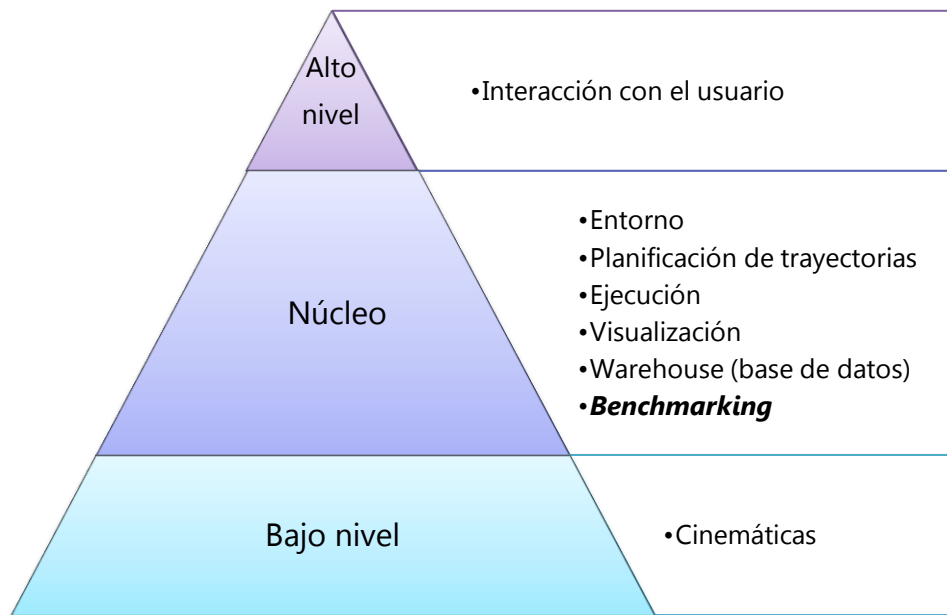 Alto
nivel
•Interacción con el usuario
Núcleo
•Entorno
•Planificación de trayectorias
•Ejecución
•Visualización
•Warehouse (base de datos)
•Benchmarking
Bajo nivel
•Cinemáticas